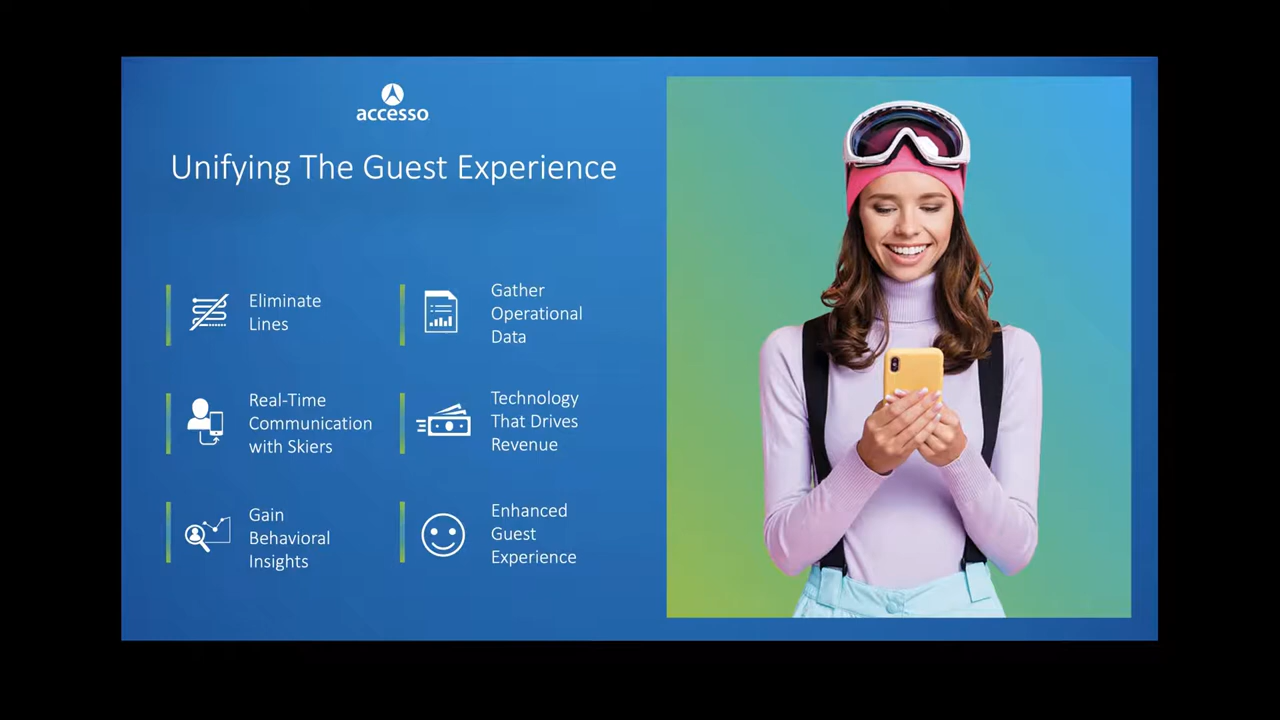 accesso
Unifying The Guest Experience
Eliminate
Lines
Gather
Operational
Data
Real-Time
Communication
with Skiers
Technology
That Drives
Revenue
Gain
Behavioral
Insights
Enhanced
Guest
Experience